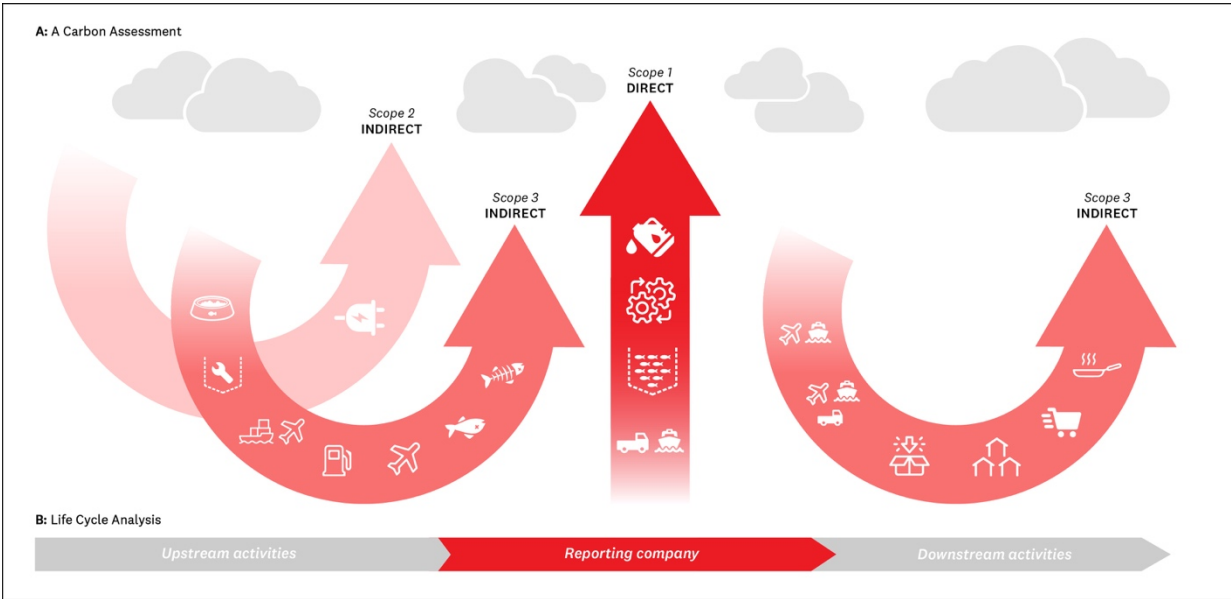 A: A Carbon Assessment
Scope 1
DIRECT
Scope 2
INDIRECT
Scope 3
INDIRECT
Scope 3
INDIRECT
B: Life Cycle Analysis
Upstream activities
Reporting company
Downstream activities